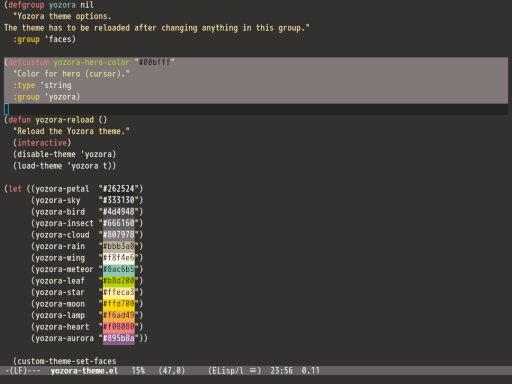 (defgroup yozora nil
  "Yozora theme options.
The theme has to be reloaded after changing anything in this group."
  :group 'faces)

(defcustom yozora-hero-color "#00bfff"
  "Color for hero (cursor)."
  :type 'string
  :group 'yozora)

(defun yozora-reload ()
  "Reload the Yozora theme."
  (interactive)
  (disable-theme 'yozora)
  (load-theme 'yozora t))

(let ((yozora-petal  "#262524")
      (yozora-sky    "#333130")
      (yozora-bird   "#4d4948")
      (yozora-insect "#666160")
      (yozora-cloud  "#807978")
      (yozora-rain   "#bbb3a0")
      (yozora-wing   "#f8f4e6")
      (yozora-meteor "#8ac6b5")
      (yozora-leaf   "#b8d200")
      (yozora-star   "#ffeca3")
      (yozora-moon   "#ffd700")
      (yozora-lamp   "#f6ad49")
      (yozora-heart  "#f08080")
      (yozora-aurora "#895b8a"))

  (custom-theme-set-faces
-(LF)---  yozora-theme.el   15%   (47,0)     (ELisp/l ≡)  23:56  0.11